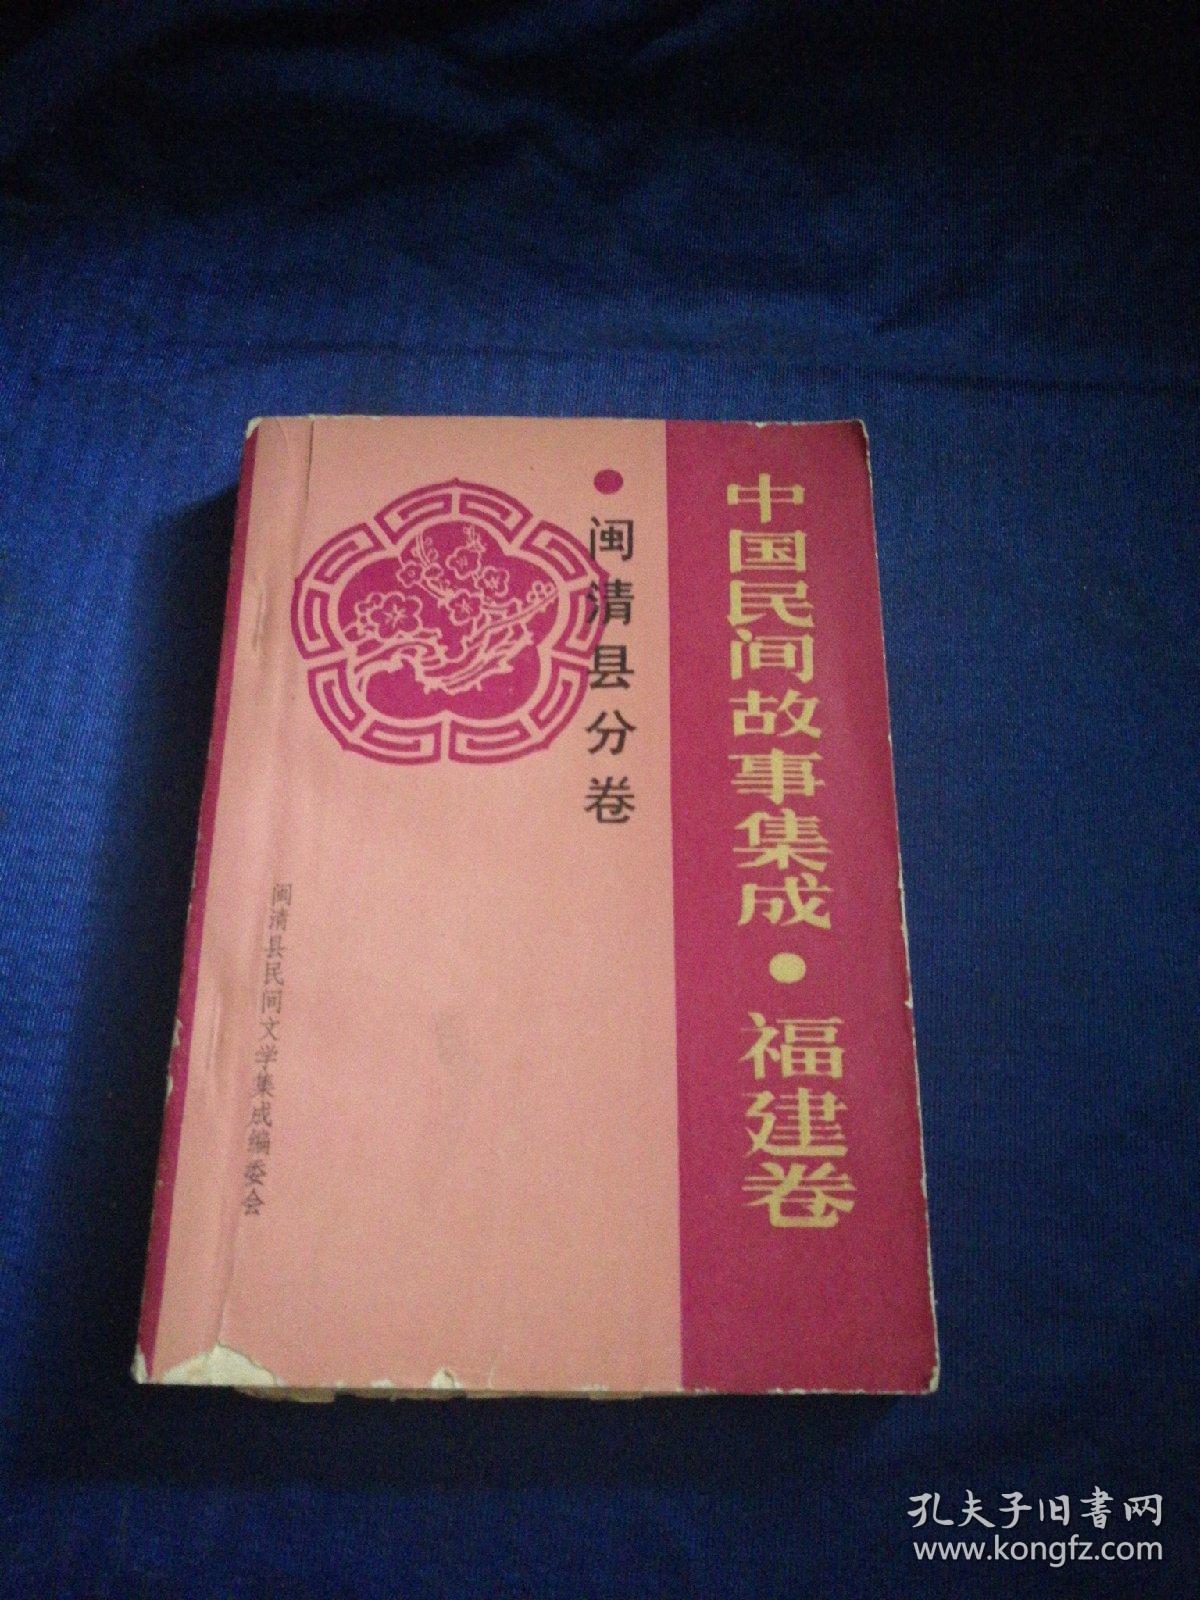 中国民间故事集成·福建卷
·闽清县分卷
闽清县民间文学集成编委会
孔夫子旧书网
www.kongfz.com